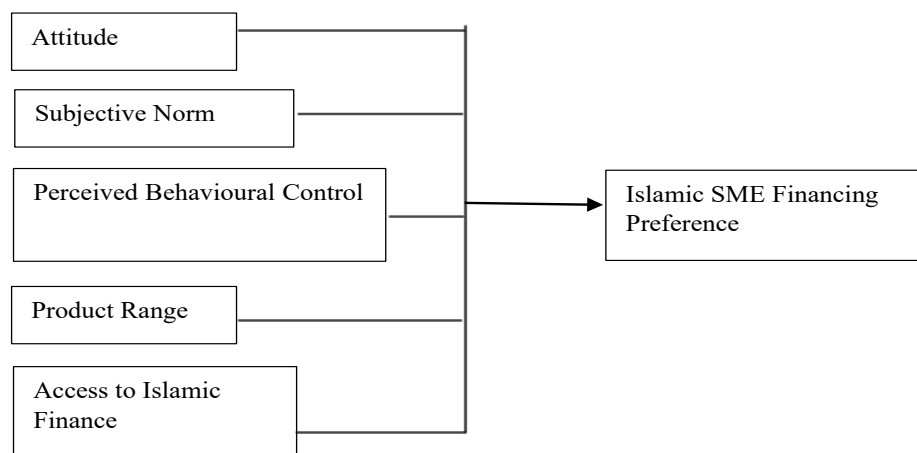 Attitude
Subjective Norm
Perceived Behavioural Control
Islamic SME Financing
Preference
Product Range
Access to Islamic
Finance